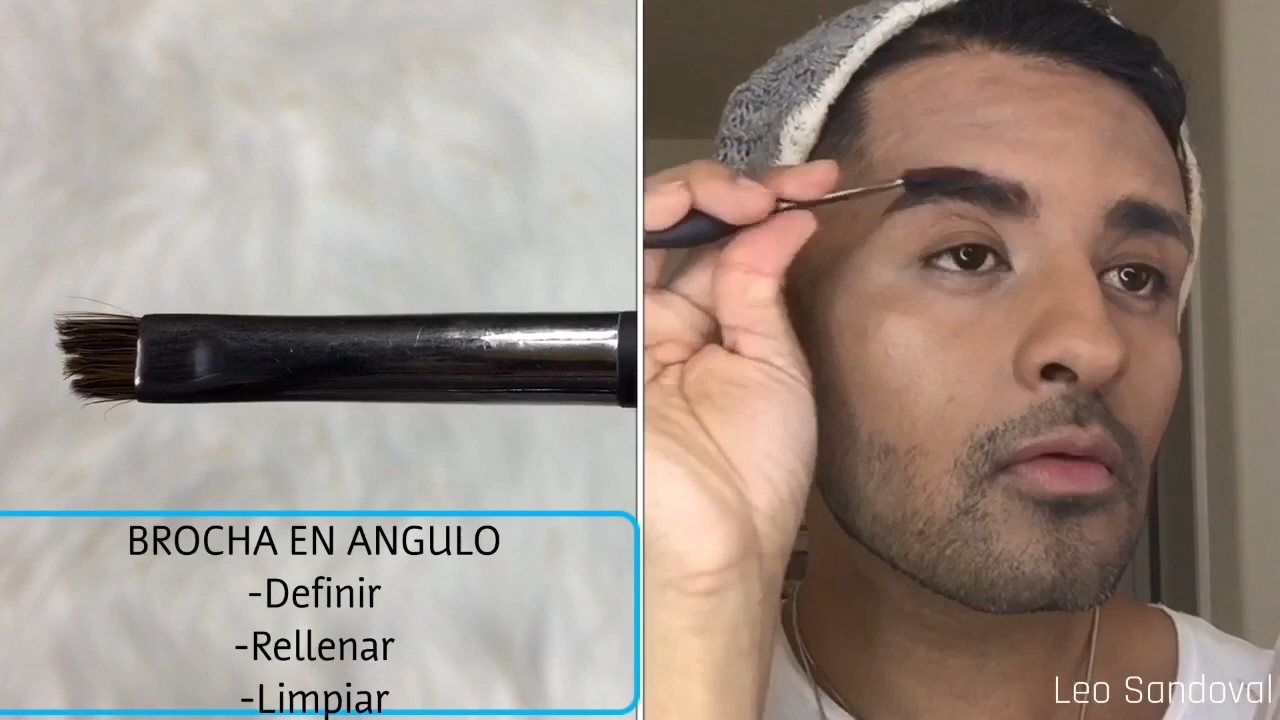 BROCHA EN ANGULO
-Definir
-Rellenar
-Limpiar
Leo Sandoval